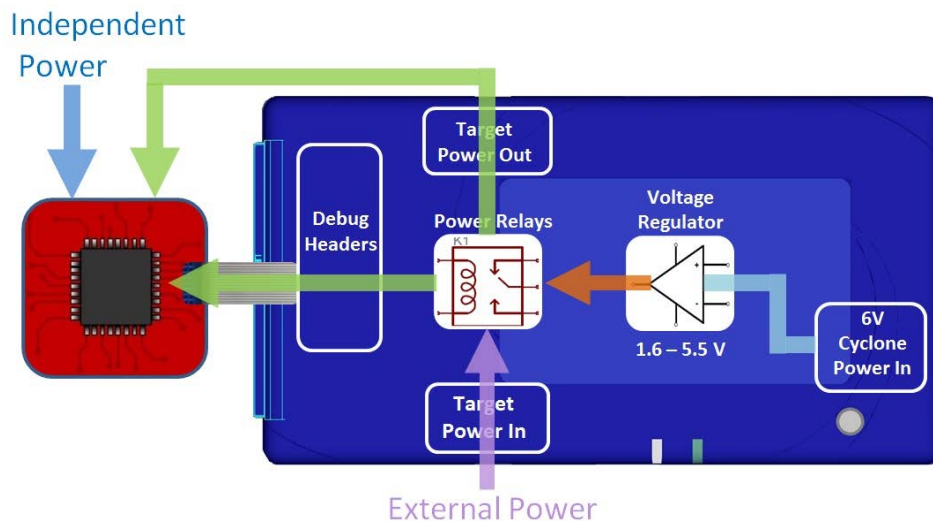 Independent
Power
Target
Power Out
Debug
Headers
Power Relays
K1
Voltage
Regulator
+
-
1.6 – 5.5 V
6V
Cyclone
Power In
Target
Power In
External Power